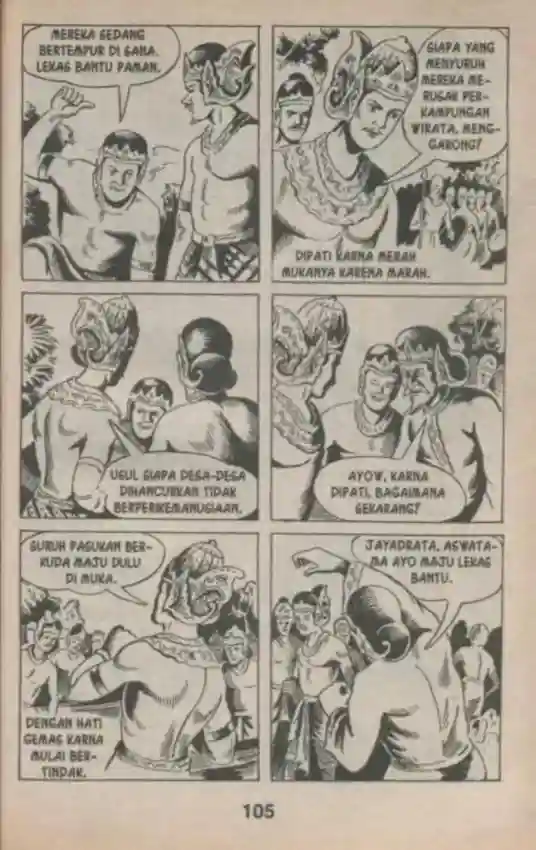 MEREKA SEDANG
BERTEMPUR DI SANA.
LEKAS BANTU PAMAN.
SIAPA YANG
MENYURUH
MEREKA ME-
RUSAK PER-
KAMPUNGAN
WIRATA, MENG-
GARONG?
DIPATI KARNA MERAH
MUKANYA KARENA MARAH.
USUL SIAPA DESA-DESA
DIHANCURKAN TIDAK
BERPERIKEMANUSIAAN.
AYOW, KARNA
DIPATI, BAGAIMANA
SEKARANG?
SURUH PASUKAN BER-
KUDA MAJU DULU
DI MUKA.
DENGAN HATI
GEMAS KARNA
MULAI BER-
TINDAK.
JAYADRATA, ASWATA-
MA AYO MAJU LEKAS
BANTU.
105